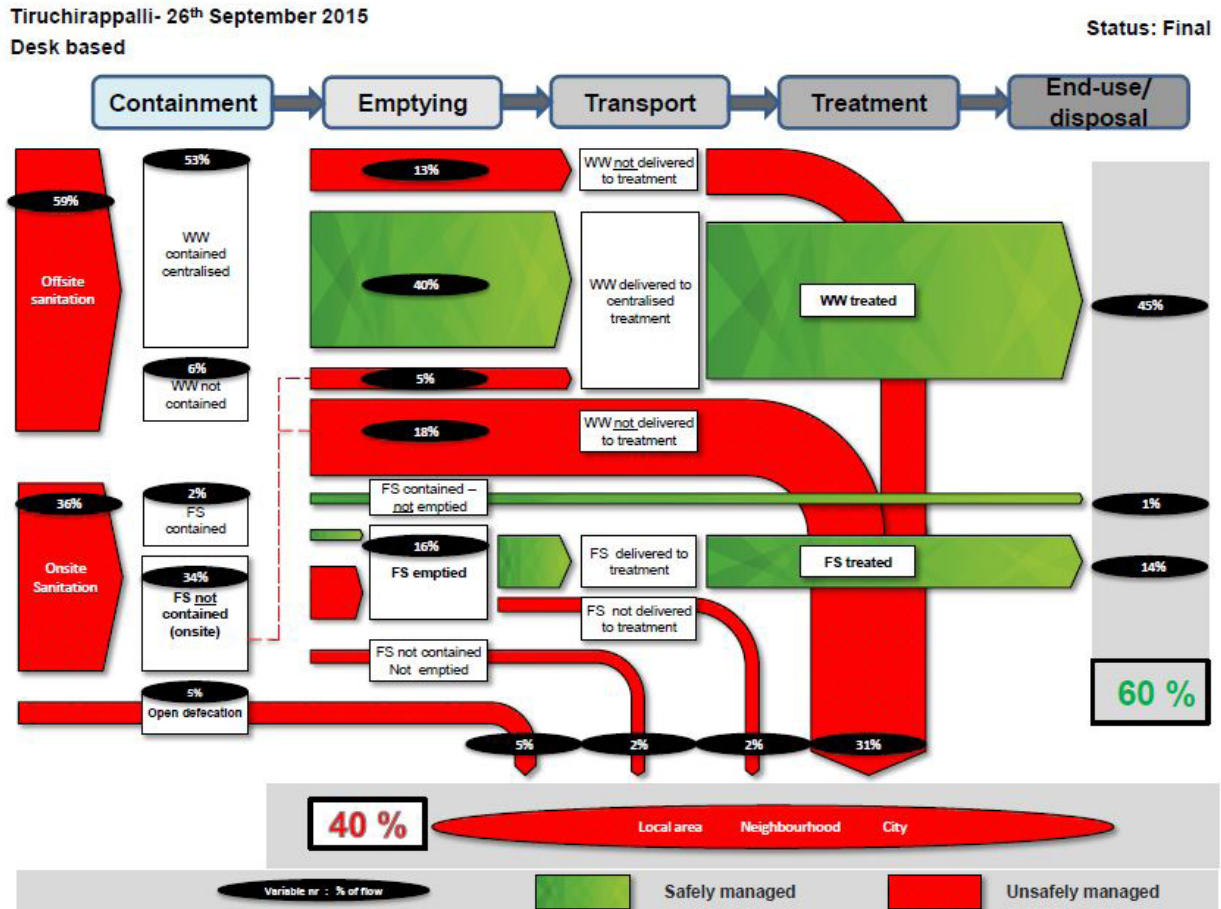 Tiruchirappalli- 26th September 2015
Desk based
Status: Final
Containment
Emptying
Transport
Treatment
End-use/
disposal
59%
Offsite
sanitation
53%
WW
contained
centralised
6%
WW not
contained
13%
WW not delivered
to treatment
40%
WW delivered to
centralised
treatment
WW treated
45%
5%
18%
WW not delivered
to treatment
36%
Onsite
Sanitation
2%
FS
contained
34%
FS not
contained
(onsite)
FS contained –
not emptied
1%
16%
FS emptied
FS delivered to
treatment
FS treated
14%
FS not delivered
to treatment
FS not contained
Not emptied
5%
Open defecation
60 %
5%
2%
2%
31%
40 %
Local area Neighbourhood City
Variable nr : % of flow
Safely managed
Unsafely managed